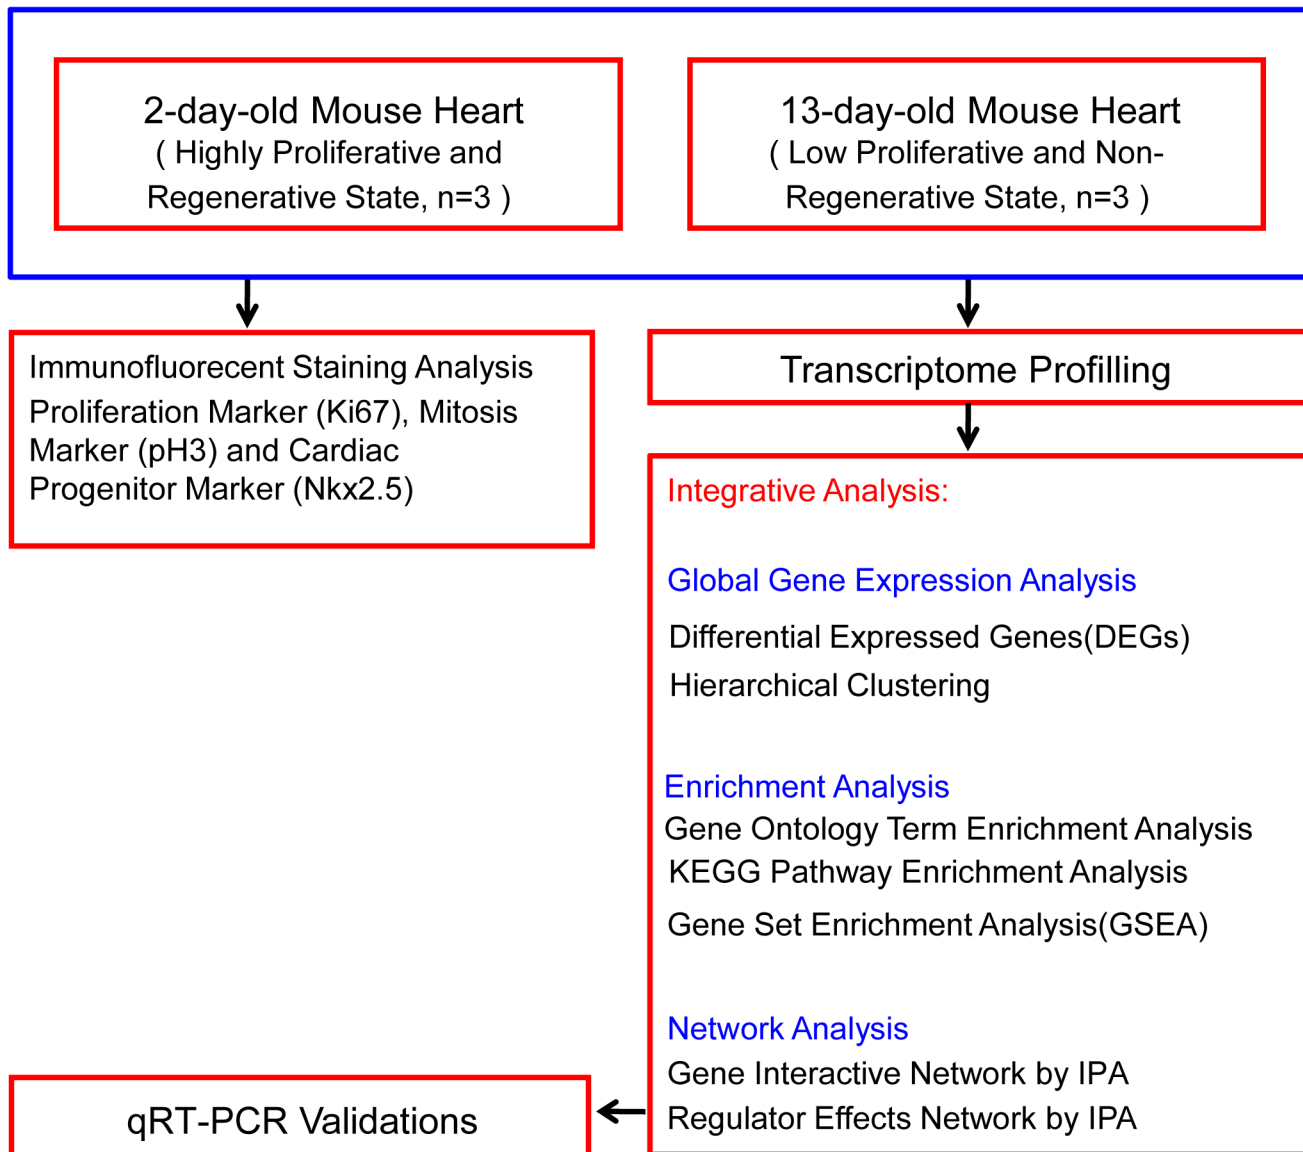 2-day-old Mouse Heart
( Highly Proliferative and
Regenerative State, n=3 )
13-day-old Mouse Heart
( Low Proliferative and Non-
Regenerative State, n=3 )
Immunofluorecent Staining Analysis
Proliferation Marker (Ki67), Mitosis
Marker (pH3) and Cardiac
Progenitor Marker (Nkx2.5)
Transcriptome Profilling
Integrative Analysis:
Global Gene Expression Analysis
Differential Expressed Genes(DEGs)
Hierarchical Clustering
Enrichment Analysis
Gene Ontology Term Enrichment Analysis
KEGG Pathway Enrichment Analysis
Gene Set Enrichment Analysis(GSEA)
Network Analysis
Gene Interactive Network by IPA
Regulator Effects Network by IPA
qRT-PCR Validations